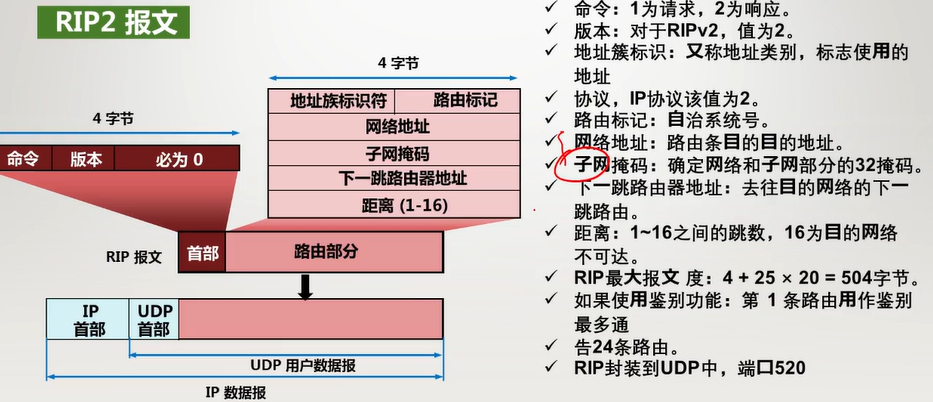 RIP2 报文
4 字节
命令 版本 必为 0
4 字节
地址族标识符 路由标记
网络地址
子网掩码
下一跳路由器地址
距离 (1-16)
RIP 报文
首部
路由部分
IP
首部
UDP
首部
UDP 用户数据报
IP 数据报
✓ 命令：1为请求，2为响应。
✓ 版本：对于RIPv2，值为2。
✓ 地址簇标识：又称地址类别，标志使用的
地址
✓ 协议，IP协议该值为2。
✓ 路由标记：自治系统号。
✓ 网络地址：路由条目的目的地址。
✓ 子网掩码：确定网络和子网部分的32掩码。
✓ 下一跳路由器地址：去往目的网络的下一
跳路由。
✓ 距离：1~16之间的跳数，16为目的网络
不可达。
✓ RIP最大报文 度：4 + 25 × 20 = 504字节。
✓ 如果使用鉴别功能：第 1 条路由用作鉴别
最多通
✓ 告24条路由。
✓ RIP封装到UDP中，端口520